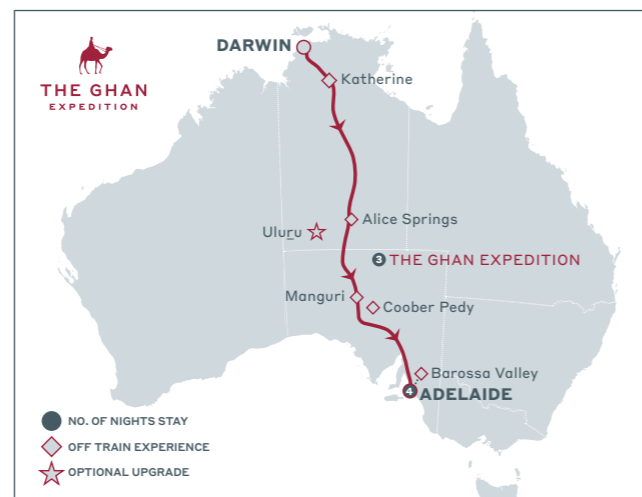 DARWIN
THE GHAN
EXPEDITION
Katherine
Alice Springs
Uluṟu
3 THE GHAN EXPEDITION
Manguri
Coober Pedy
Barossa Valley
4 ADELAIDE
NO. OF NIGHTS STAY
OFF TRAIN EXPERIENCE
OPTIONAL UPGRADE